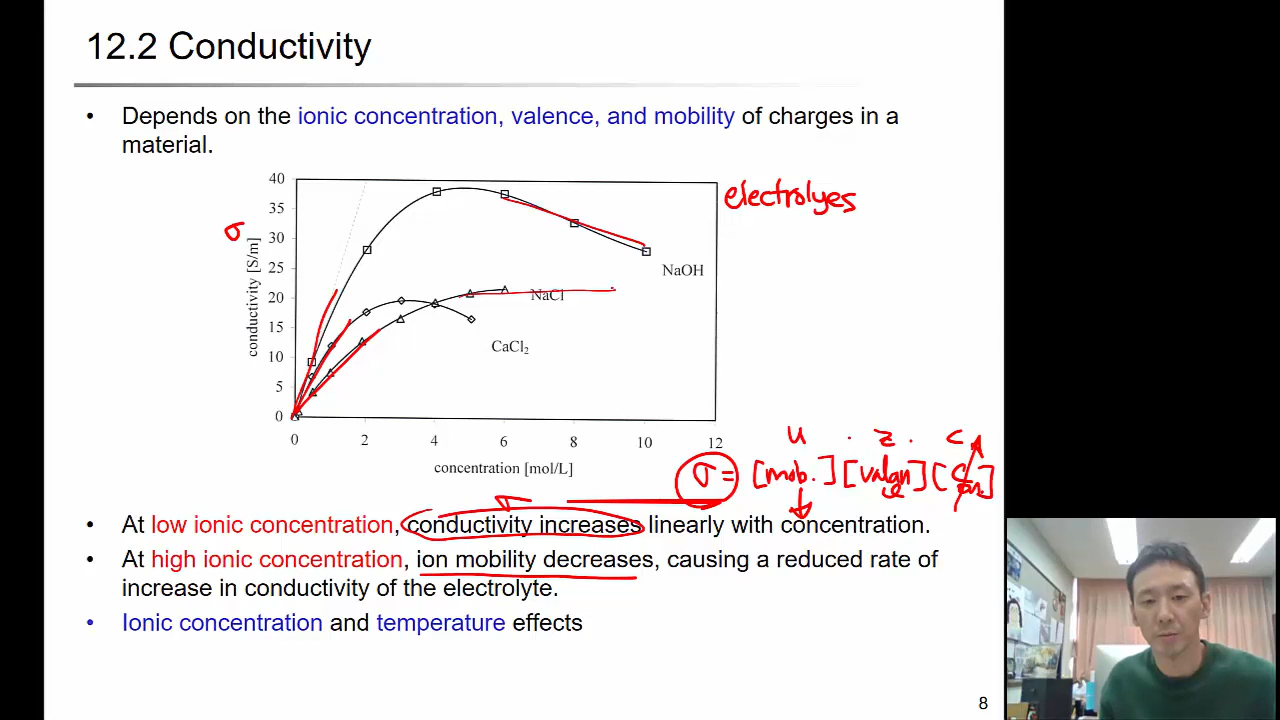 12.2 Conductivity
• Depends on the ionic concentration, valence, and mobility of charges in a
material.
40
35
30
25
20
15
10
5
0
σ
conductivity [S/m]
electrolyes
NaOH
NaCl
CaCl₂
0 2 4 6 8 10 12
concentration [mol/L]
u · z · c
σ = [mob.] [valence] [con.]
σ
• At low ionic concentration, conductivity increases linearly with concentration.
• At high ionic concentration, ion mobility decreases, causing a reduced rate of
increase in conductivity of the electrolyte.
• Ionic concentration and temperature effects
8